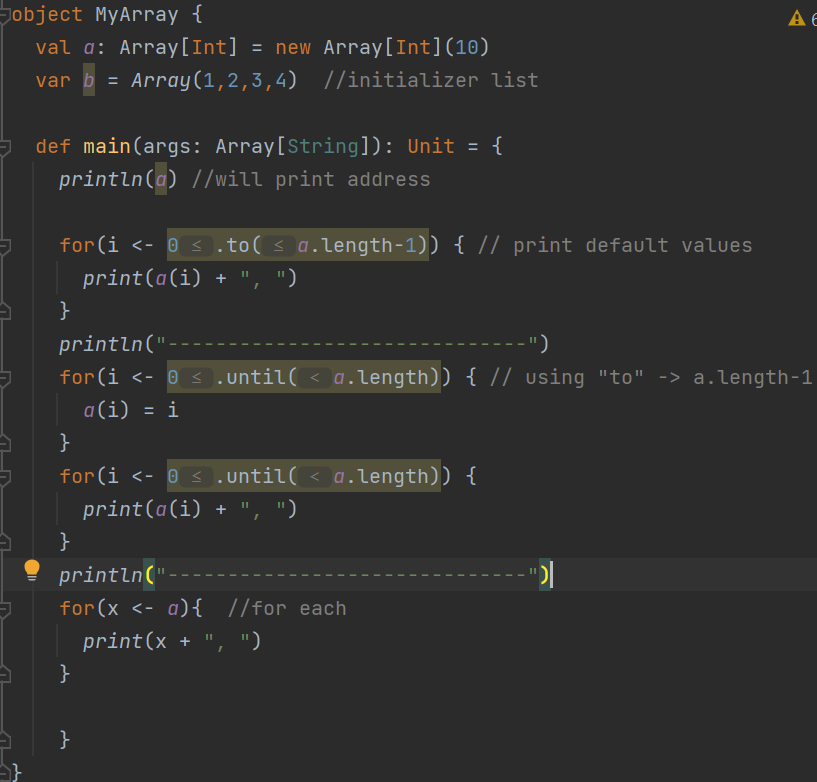 object MyArray {
  val a: Array[Int] = new Array[Int](10)
  var b = Array(1,2,3,4)  //initializer list
  def main(args: Array[String]): Unit = {
    println(a) //will print address
    for(i <- 0 ≤ .to( ≤ a.length-1)) { // print default values
      print(a(i) + ", ")
    }
    println("------------------------------")
    for(i <- 0 ≤ .until( < a.length)) { // using "to" -> a.length-1
      a(i) = i
    }
    for(i <- 0 ≤ .until( < a.length)) {
      print(a(i) + ", ")
    }
    println("------------------------------")
    for(x <- a){  //for each
      print(x + ", ")
    }
    }
}